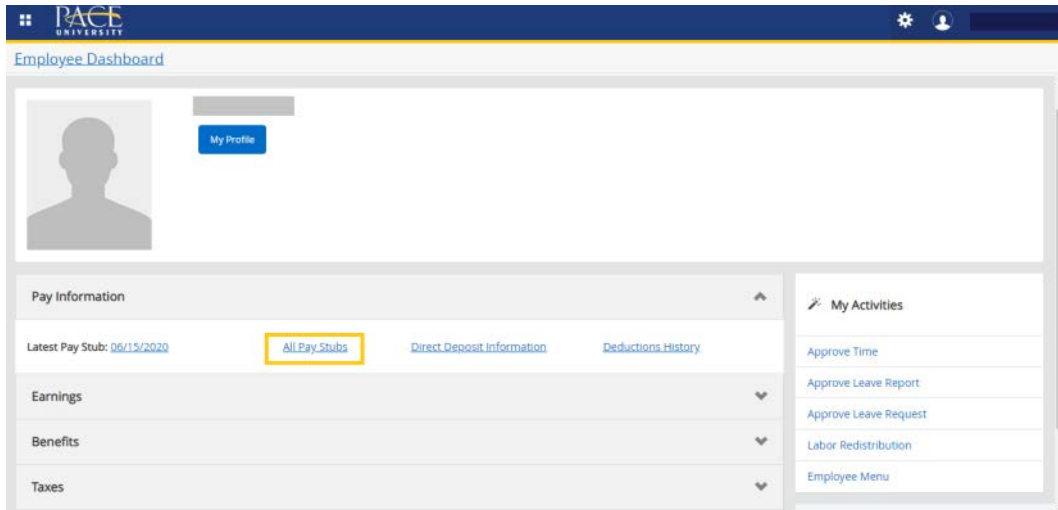 PACE
UNIVERSITY
Employee Dashboard
My Profile
Pay Information
Latest Pay Stub: 06/15/2020 All Pay Stubs Direct Deposit Information Deductions History
Earnings
Benefits
Taxes
My Activities
Approve Time
Approve Leave Report
Approve Leave Request
Labor Redistribution
Employee Menu